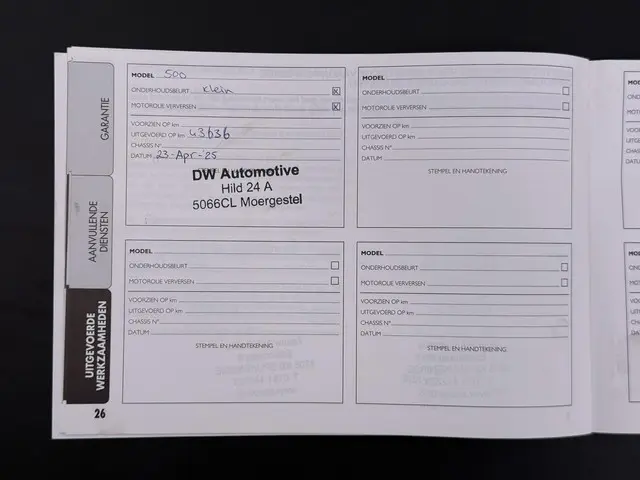 GARANTIE
AANVULLENDE
DIENSTEN
UITGEVOERDE
WERKZAAMHEDEN
26
MODEL 500
ONDERHOUDSBEURT Klein
MOTOROLIE VERVERSEN
VOORZIEN OP km
UITGEVOERD OP km 43636
CHASSIS N°
DATUM 23-Apr-25
DW Automotive
Hild 24 A
5066CL Moergestel
MODEL
ONDERHOUDSBEURT
MOTOROLIE VERVERSEN
VOORZIEN OP km
UITGEVOERD OP km
CHASSIS N°
DATUM
STEMPEL EN HANDTEKENING
MODEL
ONDERHOUDSBEURT
MOTOROLIE VERVERSEN
VOORZIEN OP km
UITGEVOERD OP km
CHASSIS N°
DATUM
STEMPEL EN HANDTEKENING
MODEL
ONDERHOUDSBEURT
MOTOROLIE VERVERSEN
VOORZIEN OP km
UITGEVOERD OP km
CHASSIS N°
DATUM
STEMPEL EN HANDTEKENING